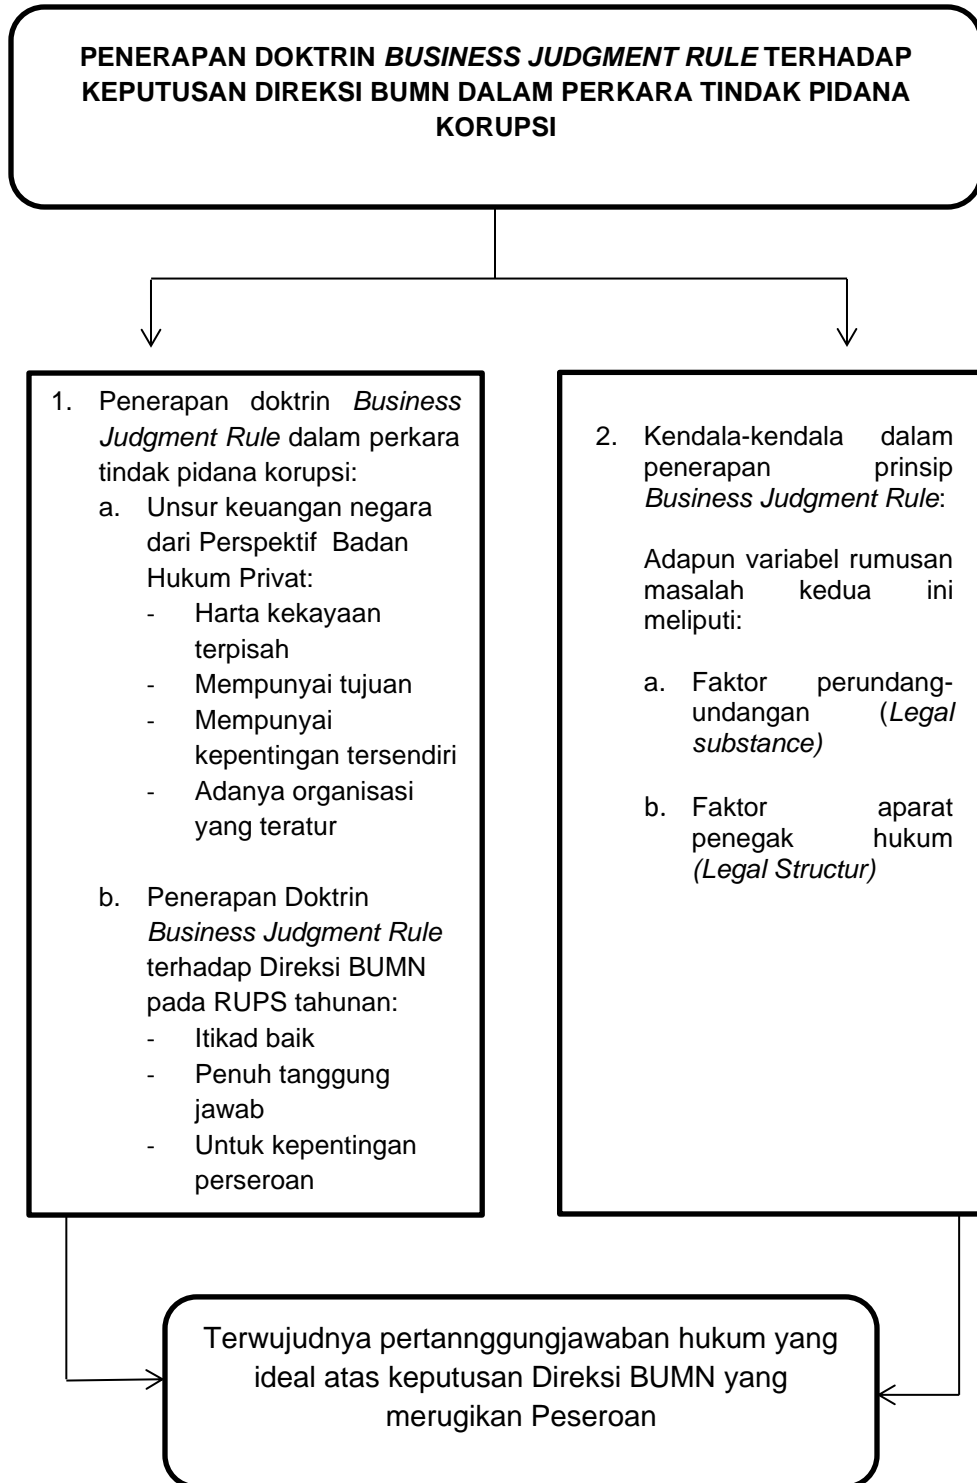 PENERAPAN DOKTRIN BUSINESS JUDGMENT RULE TERHADAP
KEPUTUSAN DIREKSI BUMN DALAM PERKARA TINDAK PIDANA
KORUPSI
1. Penerapan doktrin Business
Judgment Rule dalam perkara
tindak pidana korupsi:
a. Unsur keuangan negara
dari Perspektif Badan
Hukum Privat:
- Harta kekayaan
terpisah
- Mempunyai tujuan
- Mempunyai
kepentingan tersendiri
- Adanya organisasi
yang teratur
b. Penerapan Doktrin
Business Judgment Rule
terhadap Direksi BUMN
pada RUPS tahunan:
- Itikad baik
- Penuh tanggung
jawab
- Untuk kepentingan
perseroan
2. Kendala-kendala dalam
penerapan prinsip
Business Judgment Rule:
Adapun variabel rumusan
masalah kedua ini
meliputi:
a. Faktor perundang-
undangan (Legal
substance)
b. Faktor aparat
penegak hukum
(Legal Structur)
Terwujudnya pertannggungjawaban hukum yang
ideal atas keputusan Direksi BUMN yang
merugikan Peseroan